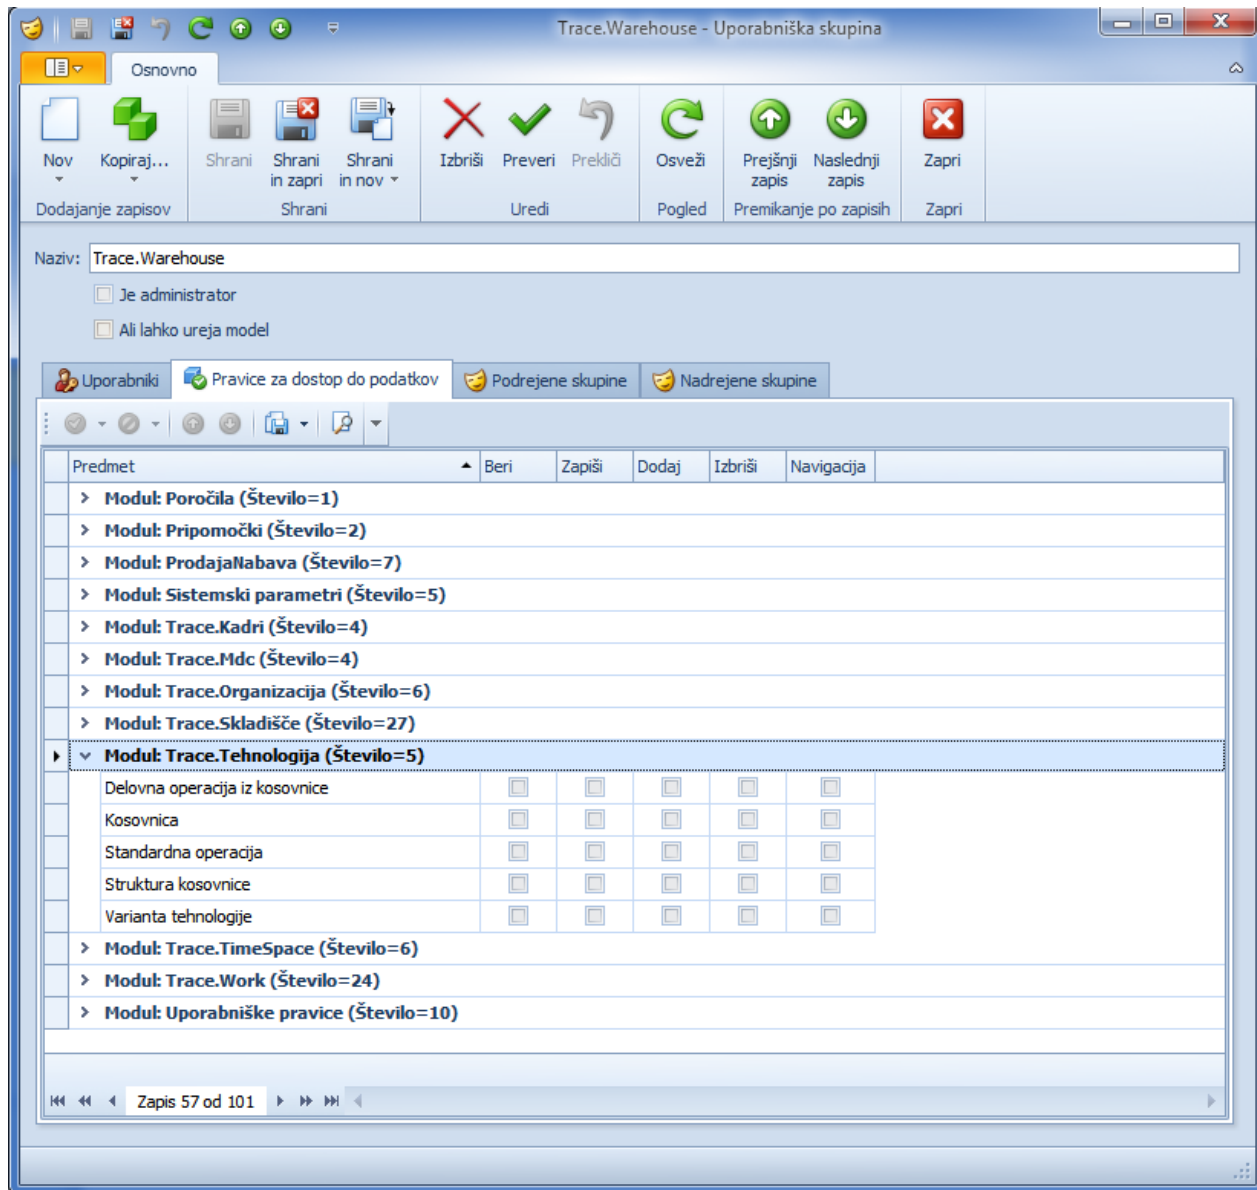 Trace.Warehouse - Uporabniška skupina
Osnovno
Nov Kopiraj... Shrani Shrani in zapri Shrani in nov Izbriši Preveri Prekliči Osveži Prejšnji zapis Naslednji zapis Zapri
Dodajanje zapisov Shrani Uredi Pogled Premikanje po zapisih Zapri
Naziv: Trace.Warehouse
Je administrator
Ali lahko ureja model
Uporabniki Pravice za dostop do podatkov Podrejene skupine Nadrejene skupine
Predmet Beri Zapiši Dodaj Izbriši Navigacija
Modul: Poročila (Število=1)
Modul: Pripomočki (Število=2)
Modul: ProdajaNabava (Število=7)
Modul: Sistemski parametri (Število=5)
Modul: Trace.Kadri (Število=4)
Modul: Trace.Mdc (Število=4)
Modul: Trace.Organizacija (Število=6)
Modul: Trace.Skladišče (Število=27)
Modul: Trace.Tehnologija (Število=5)
Delovna operacija iz kosovnice
Kosovnica
Standardna operacija
Struktura kosovnice
Varianta tehnologije
Modul: Trace.TimeSpace (Število=6)
Modul: Trace.Work (Število=24)
Modul: Uporabniške pravice (Število=10)
Zapis 57 od 101